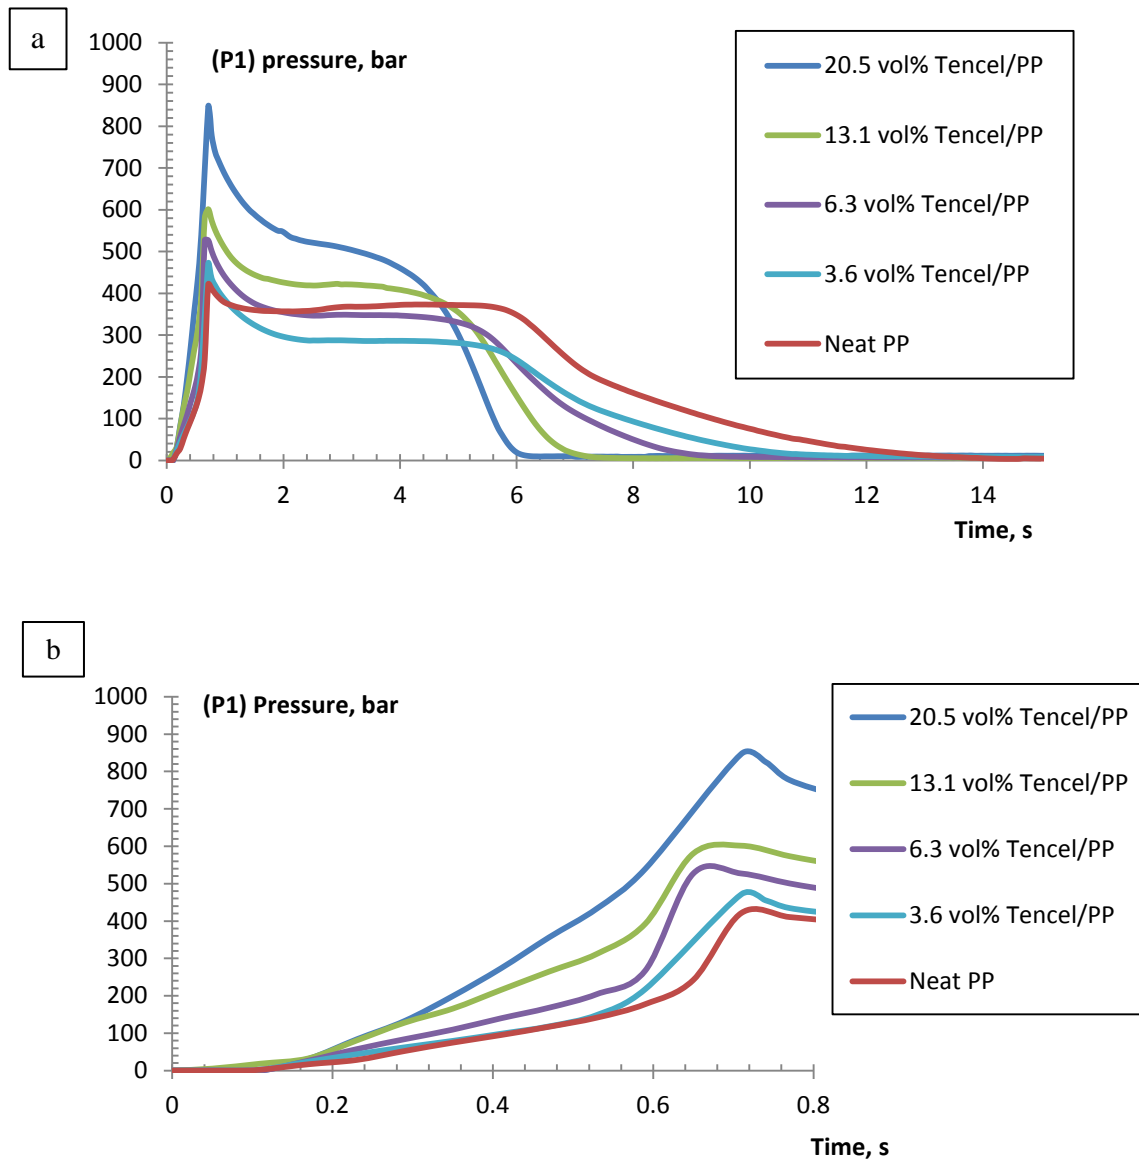 a
(P1) pressure, bar
1000
900
800
700
600
500
400
300
200
100
0
0 2 4 6 8 10 12 14
Time, s
20.5 vol% Tencel/PP
13.1 vol% Tencel/PP
6.3 vol% Tencel/PP
3.6 vol% Tencel/PP
Neat PP
b
(P1) Pressure, bar
1000
900
800
700
600
500
400
300
200
100
0
0 0.2 0.4 0.6 0.8
Time, s
20.5 vol% Tencel/PP
13.1 vol% Tencel/PP
6.3 vol% Tencel/PP
3.6 vol% Tencel/PP
Neat PP